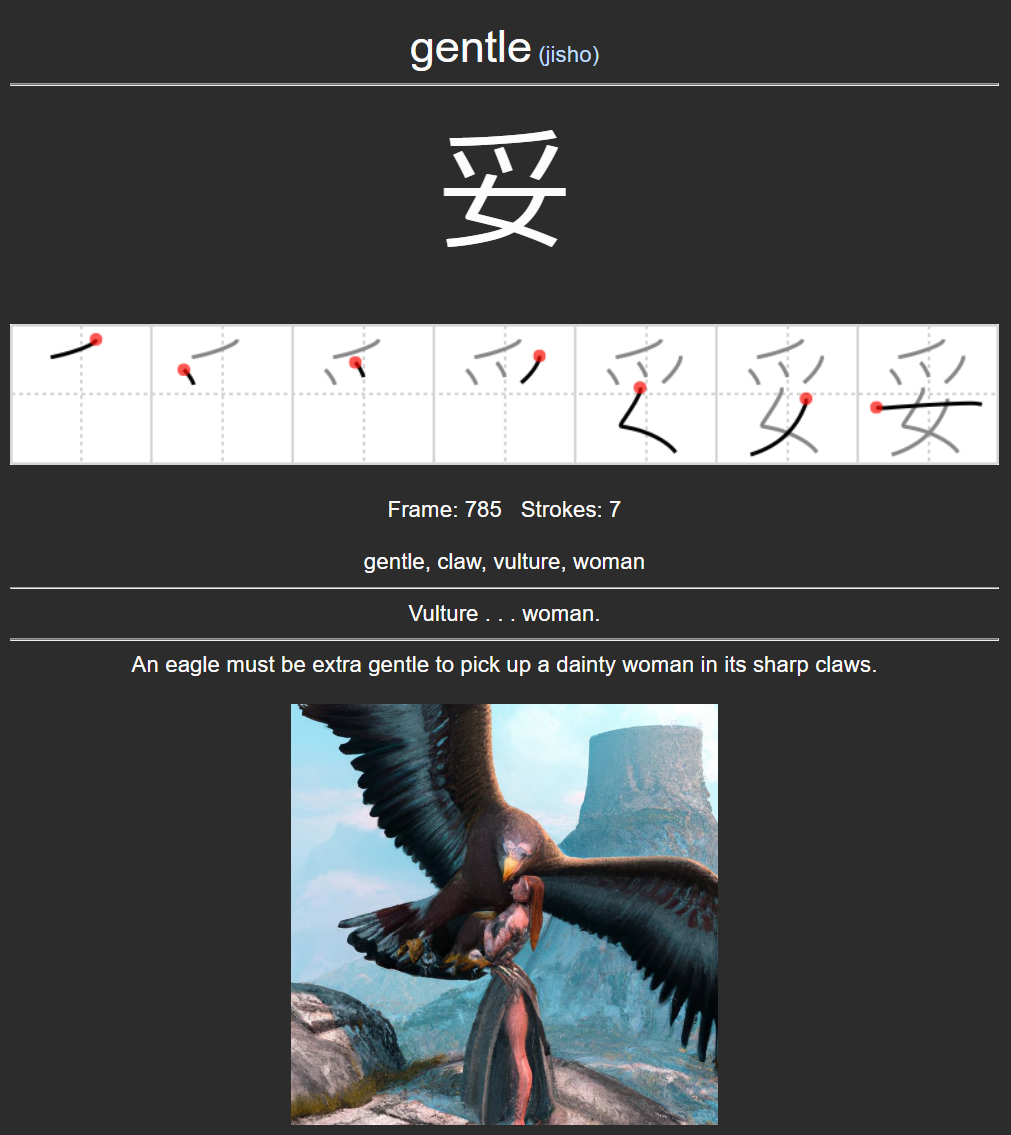 gentle (jisho)
妥
Frame: 785 Strokes: 7
gentle, claw, vulture, woman
Vulture . . . woman.
An eagle must be extra gentle to pick up a dainty woman in its sharp claws.